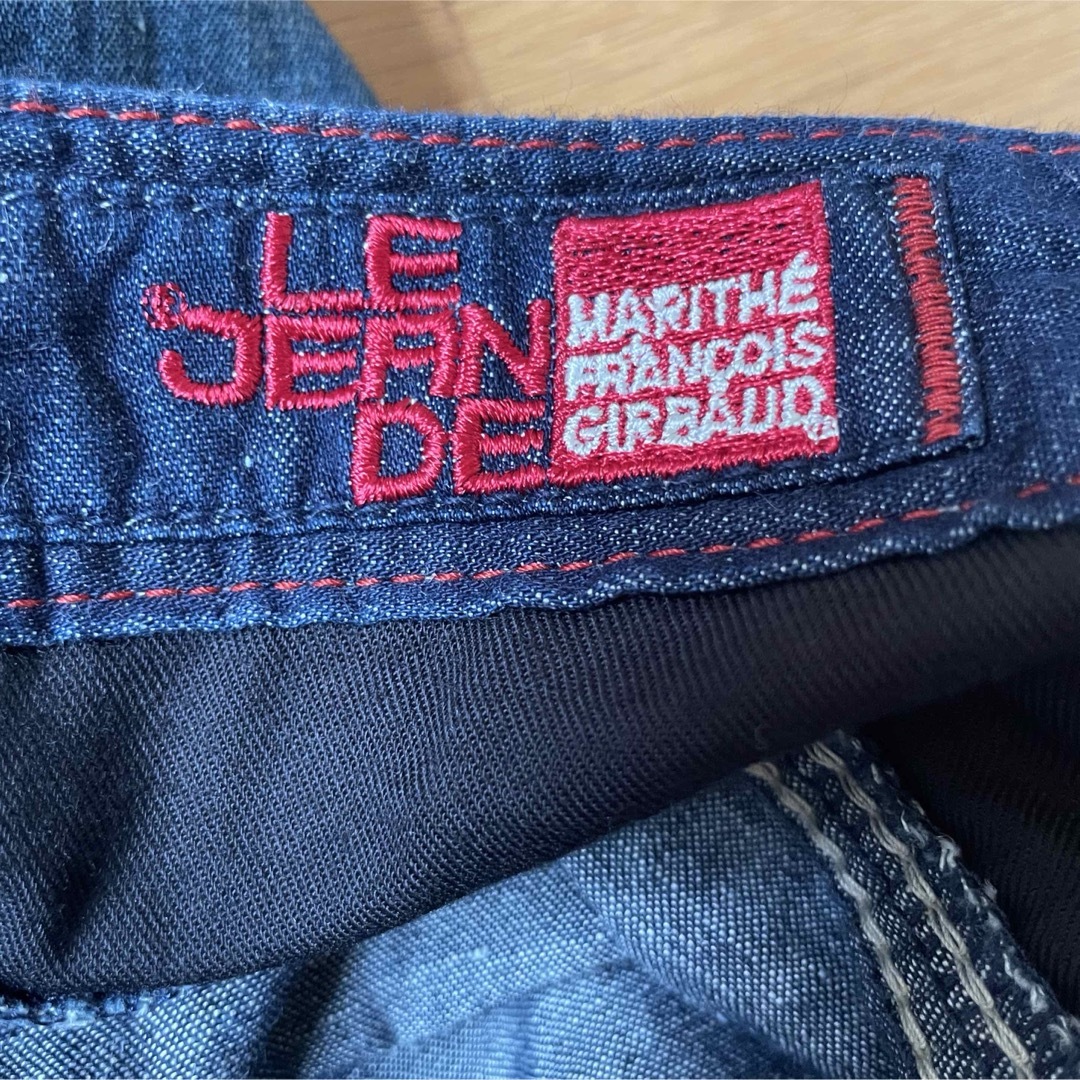 LE
®JEAN
DE
MARITHÉ
FRANÇOIS
GIRBAUD®